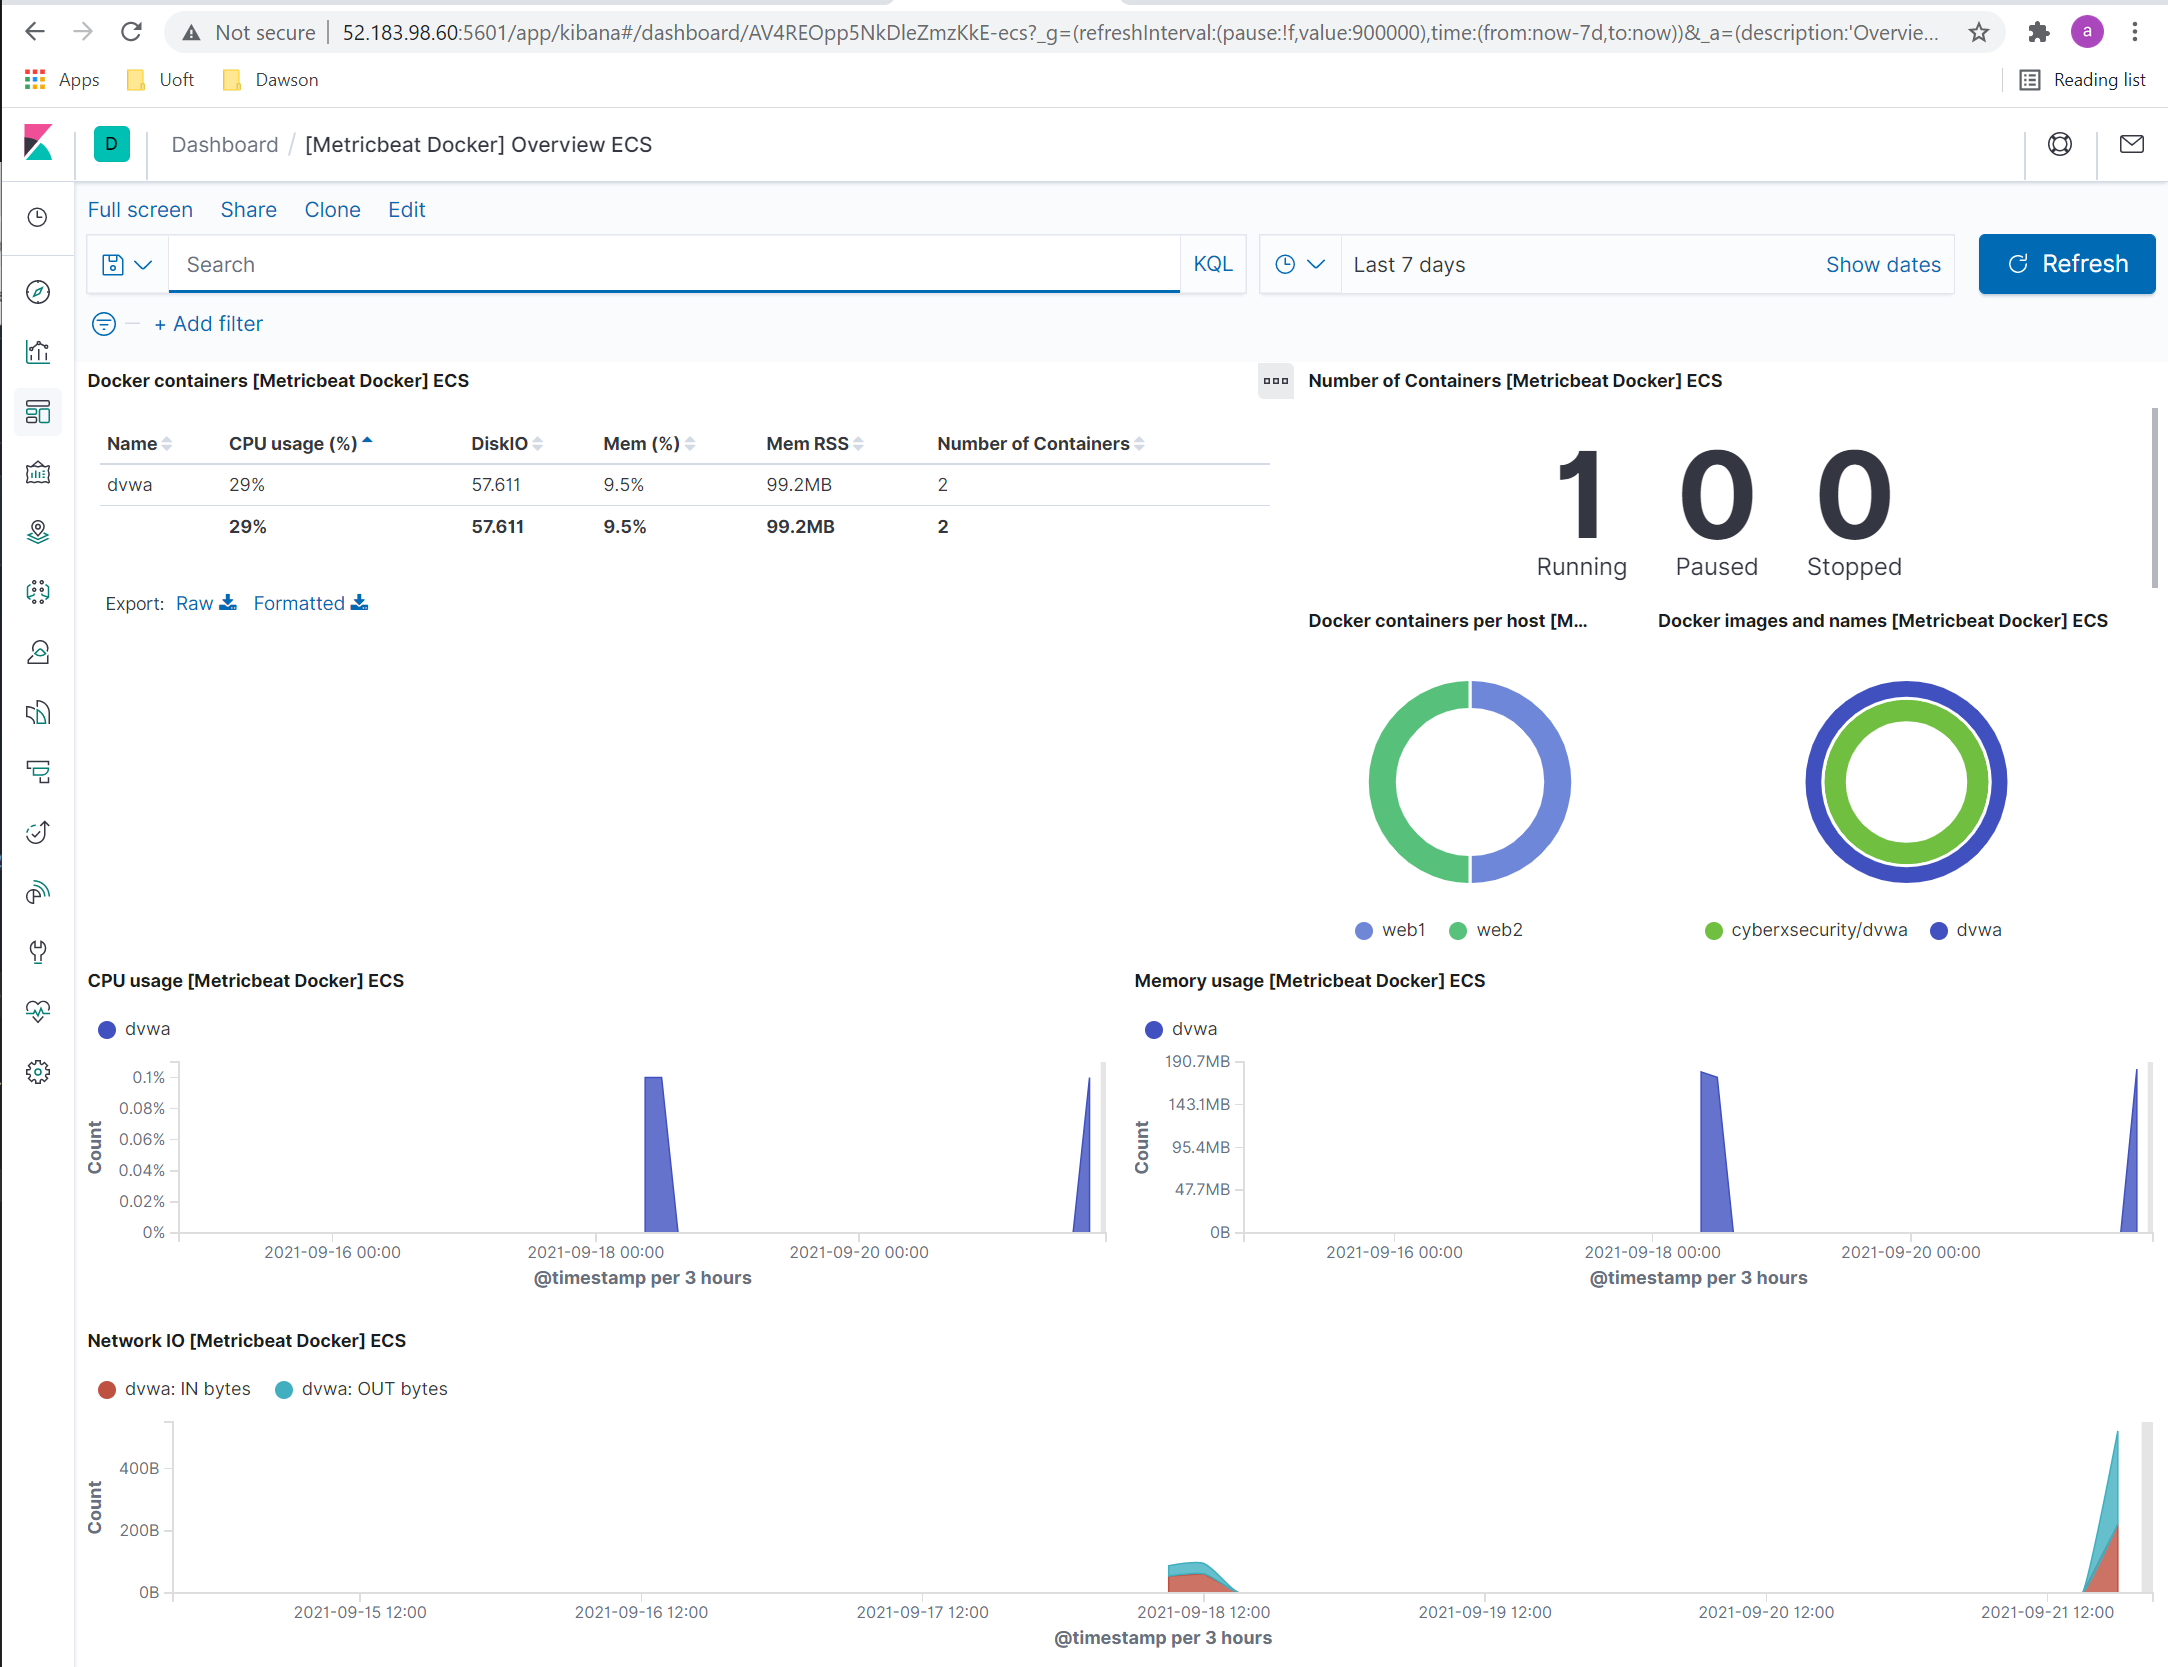 Not secure | 52.183.98.60:5601/app/kibana#/dashboard/AV4REOpp5NkDleZmzKkE-ecs?_g=(refreshInterval:(pause:!f,value:900000),time:(from:now-7d,to:now))&_a=(description:'Overvie... a
Apps Uoft Dawson Reading list
D Dashboard / [Metricbeat Docker] Overview ECS
Full screen Share Clone Edit
Search KQL Last 7 days Show dates Refresh
+ Add filter
Docker containers [Metricbeat Docker] ECS
Name CPU usage (%) DiskIO Mem (%) Mem RSS Number of Containers
dvwa 29% 57.611 9.5% 99.2MB 2
29% 57.611 9.5% 99.2MB 2
Export: Raw Formatted
Number of Containers [Metricbeat Docker] ECS
1 0 0
Running Paused Stopped
Docker containers per host [M...
web1 web2
Docker images and names [Metricbeat Docker] ECS
cyberxsecurity/dvwa dvwa
CPU usage [Metricbeat Docker] ECS
dvwa
0.1%
0.08%
0.06%
0.04%
0.02%
0%
Count
2021-09-16 00:00 2021-09-18 00:00 2021-09-20 00:00
@timestamp per 3 hours
Memory usage [Metricbeat Docker] ECS
dvwa
190.7MB
143.1MB
95.4MB
47.7MB
0B
Count
2021-09-16 00:00 2021-09-18 00:00 2021-09-20 00:00
@timestamp per 3 hours
Network IO [Metricbeat Docker] ECS
dvwa: IN bytes dvwa: OUT bytes
400B
200B
0B
Count
2021-09-15 12:00 2021-09-16 12:00 2021-09-17 12:00 2021-09-18 12:00 2021-09-19 12:00 2021-09-20 12:00 2021-09-21 12:00
@timestamp per 3 hours